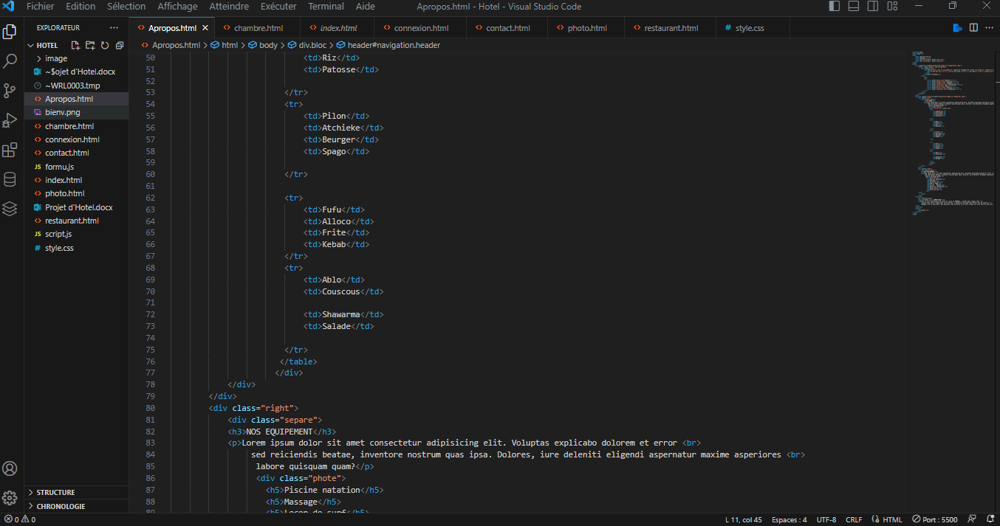 Fichier Edition Sélection Affichage Atteindre Exécuter Terminal Aide Apropos.html - Hotel - Visual Studio Code
EXPLORATEUR ···
HOTEL
image
~$ojet d'Hotel.docx
~WRL0003.tmp
Apropos.html
bienv.png
chambre.html
connexion.html
contact.html
JS formu.js
index.html
photo.html
Projet d'Hotel.docx
restaurant.html
JS script.js
# style.css
STRUCTURE
CHRONOLOGIE
Apropos.html chambre.html index.html connexion.html contact.html photo.html restaurant.html # style.css
Apropos.html > html > body > div.bloc > header#navigation.header
50 <td>Riz</td>
51 <td>Patosse</td>
52
53 </tr>
54 <tr>
55 <td>Pilon</td>
56 <td>Atchieke</td>
57 <td>Beurger</td>
58 <td>Spago</td>
59
60 </tr>
61
62 <tr>
63 <td>Fufu</td>
64 <td>Alloco</td>
65 <td>Frite</td>
66 <td>Kebab</td>
67 </tr>
68 <tr>
69 <td>Ablo</td>
70 <td>Couscous</td>
71
72 <td>Shawarma</td>
73 <td>Salade</td>
74
75 </tr>
76 </table>
77 </div>
78 </div>
79 </div>
80 <div class="right">
81 <div class="separe">
82 <h3>NOS EQUIPEMENT</h3>
83 <p>Lorem ipsum dolor sit amet consectetur adipisicing elit. Voluptas explicabo dolorem et error <br>
84 sed reiciendis beatae, inventore nostrum quas ipsa. Dolores, iure deleniti eligendi aspernatur maxime asperiores <br>
85 labore quisquam quam?</p>
86 <div class="phote">
87 <h5>Piscine natation</h5>
88 <h5>Massage</h5>
89 <h5>Leçon de surf</h5>
0 0 L 11, col 45 Espaces : 4 UTF-8 CRLF HTML Port : 5500